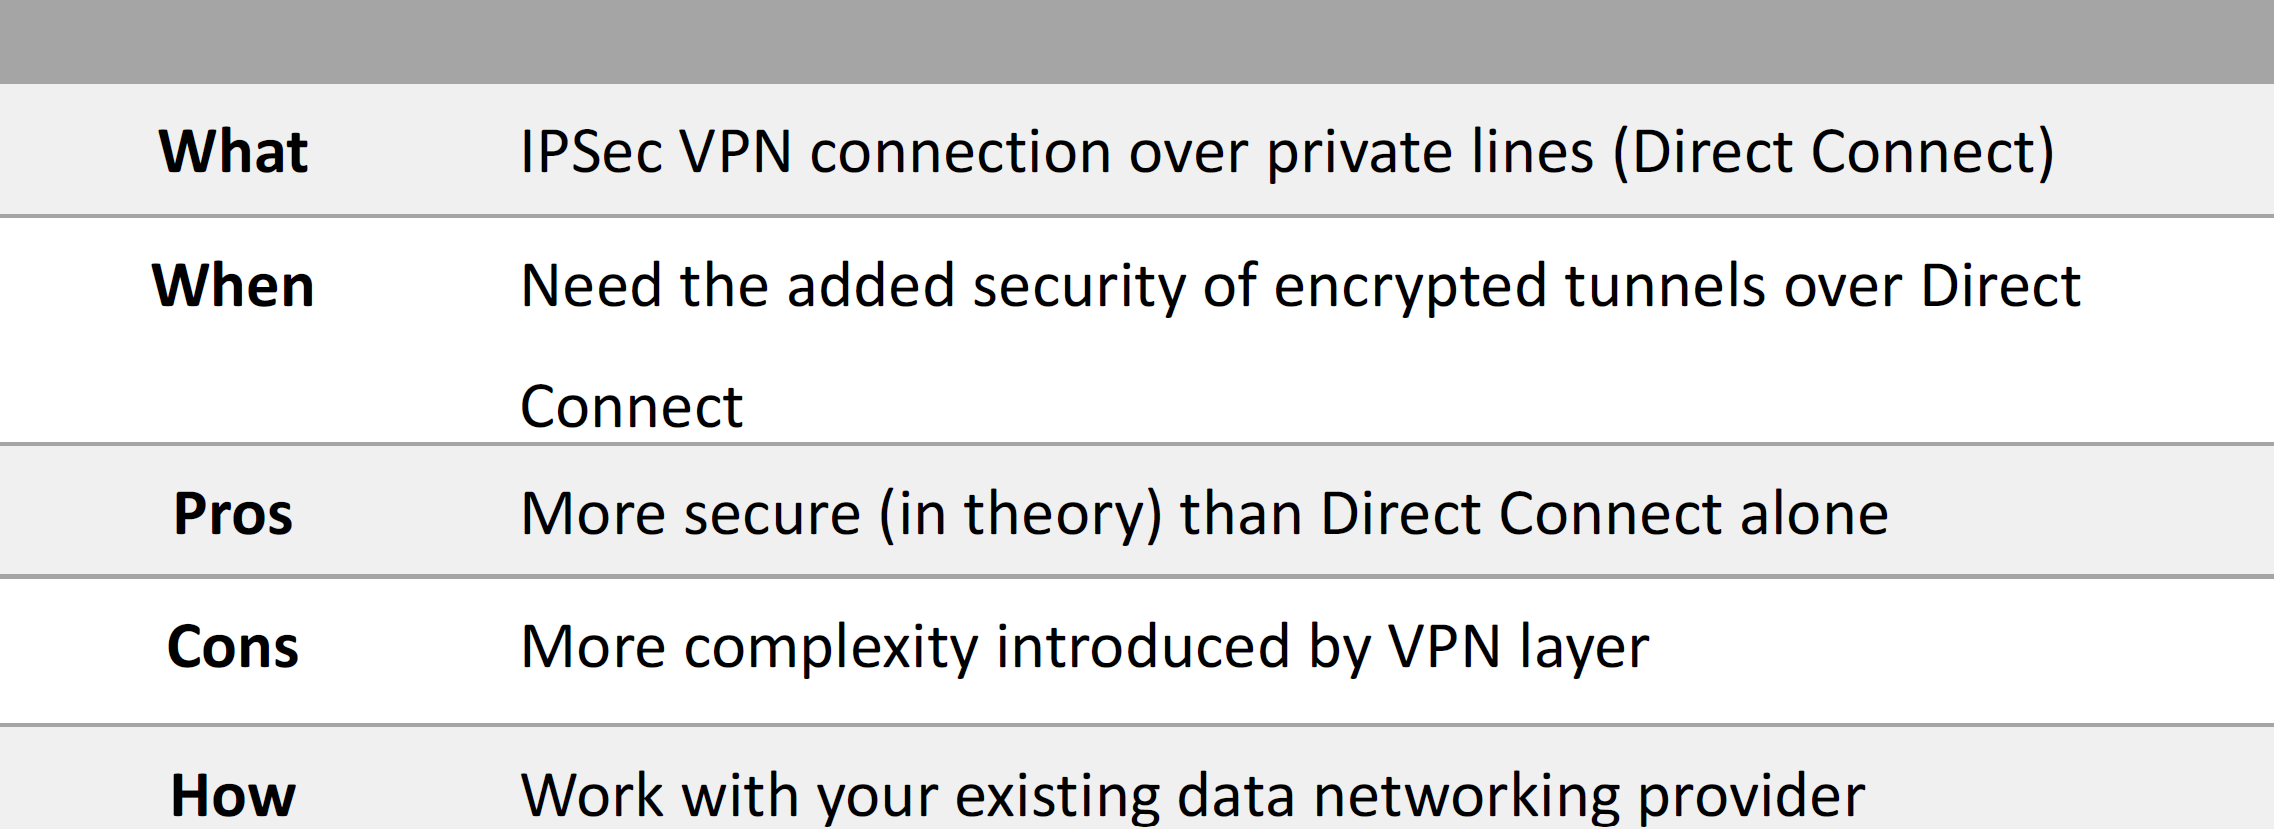 What IPSec VPN connection over private lines (Direct Connect)
When Need the added security of encrypted tunnels over Direct
Connect
Pros More secure (in theory) than Direct Connect alone
Cons More complexity introduced by VPN layer
How Work with your existing data networking provider